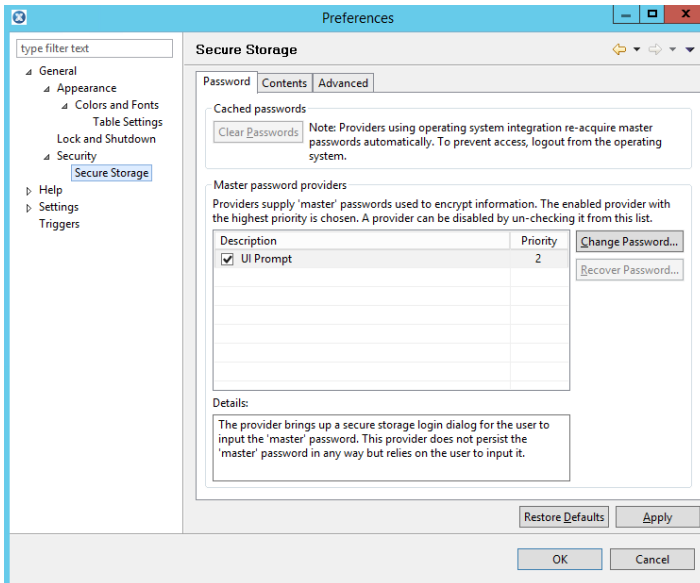 Preferences
type filter text
General
Appearance
Colors and Fonts
Table Settings
Lock and Shutdown
Security
Secure Storage
Help
Settings
Triggers
Secure Storage
Password Contents Advanced
Cached passwords
Clear Passwords
Note: Providers using operating system integration re-acquire master
passwords automatically. To prevent access, logout from the operating
system.
Master password providers
Providers supply 'master' passwords used to encrypt information. The enabled provider with
the highest priority is chosen. A provider can be disabled by un-checking it from this list.
Description Priority
UI Prompt 2
Change Password...
Recover Password...
Details:
The provider brings up a secure storage login dialog for the user to
input the 'master' password. This provider does not persist the
'master' password in any way but relies on the user to input it.
Restore Defaults Apply
OK Cancel